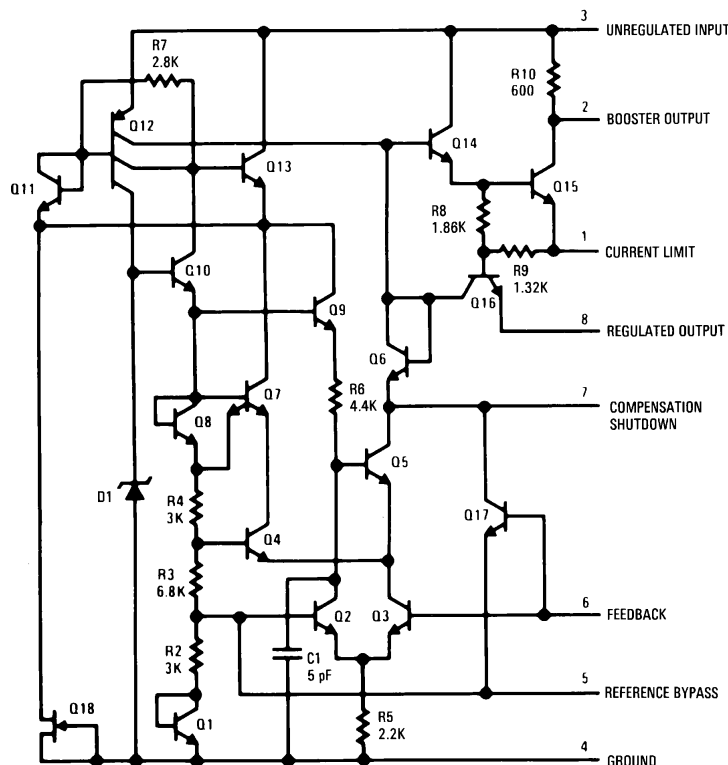 3 UNREGULATED INPUT
R7
2.8K
R10
600
Q12
2 BOOSTER OUTPUT
Q14
Q13
Q11
Q15
R8
1.86K
1 CURRENT LIMIT
Q10
R9
1.32K
Q16
Q9
8 REGULATED OUTPUT
Q6
R6
4.4K
7 COMPENSATION
SHUTDOWN
Q7
Q8
Q5
D1
R4
3K
Q17
Q4
R3
6.8K
6 FEEDBACK
Q2
Q3
R2
3K
C1
5 pF
5 REFERENCE BYPASS
Q18
Q1
R5
2.2K
4 GROUND